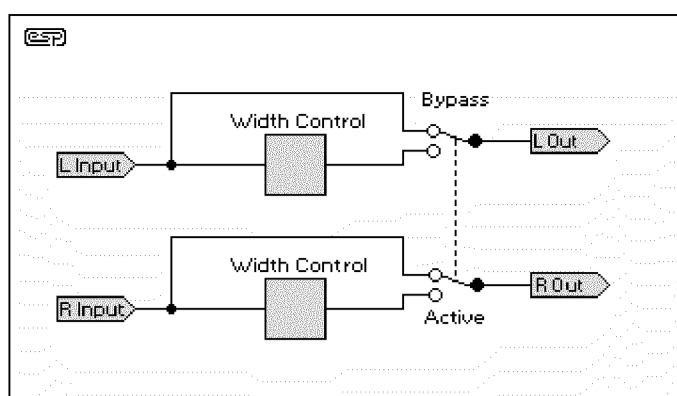 esp
Bypass
Width Control
L Input
L Out
Width Control
R Input
R Out
Active